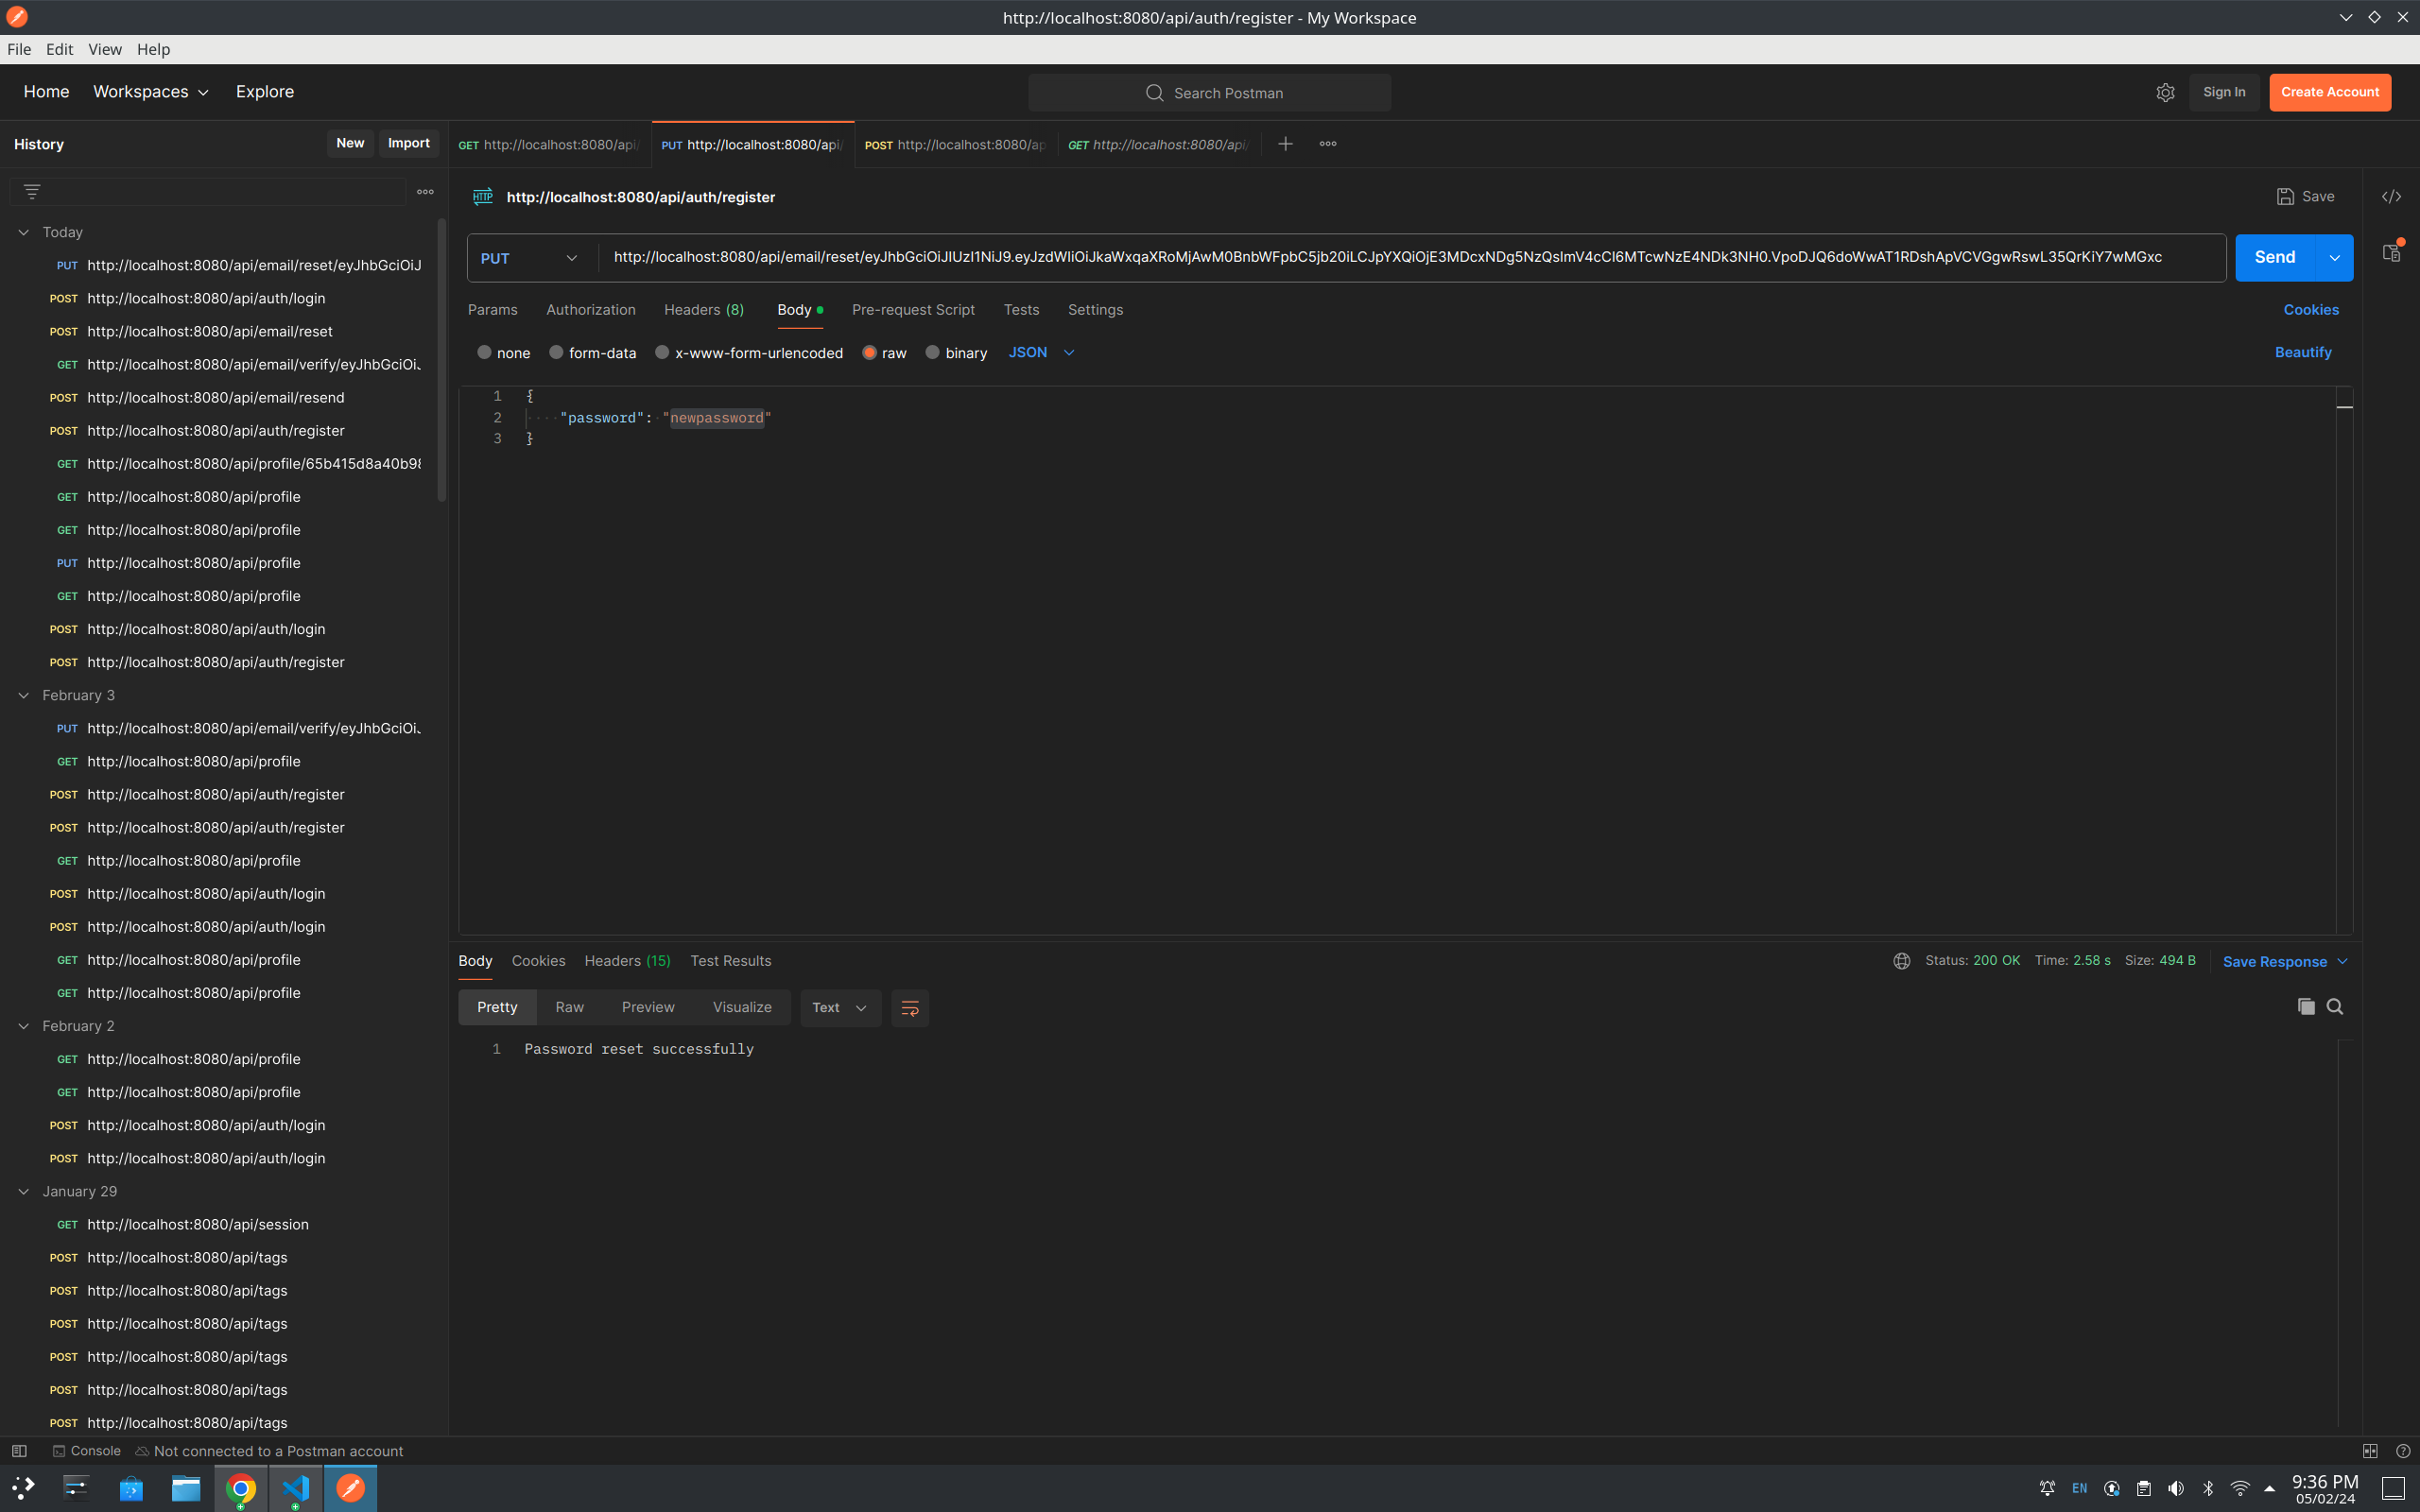 http://localhost:8080/api/auth/register - My Workspace
File Edit View Help
Home Workspaces Explore
Search Postman
Sign In Create Account
History New Import
GET http://localhost:8080/api/ PUT http://localhost:8080/api/ POST http://localhost:8080/ap GET http://localhost:8080/api/
HTTP http://localhost:8080/api/auth/register
Save
PUT
Send
Params Authorization Headers (8) Body Pre-request Script Tests Settings Cookies
none form-data x-www-form-urlencoded raw binary JSON Beautify
1 {
2 "password": "newpassword"
3 }
Today
PUT http://localhost:8080/api/email/reset/eyJhbGciOiJ
POST http://localhost:8080/api/auth/login
POST http://localhost:8080/api/email/reset
GET http://localhost:8080/api/email/verify/eyJhbGciOi.
POST http://localhost:8080/api/email/resend
POST http://localhost:8080/api/auth/register
GET http://localhost:8080/api/profile/65b415d8a40b98
GET http://localhost:8080/api/profile
GET http://localhost:8080/api/profile
PUT http://localhost:8080/api/profile
GET http://localhost:8080/api/profile
POST http://localhost:8080/api/auth/login
POST http://localhost:8080/api/auth/register
February 3
PUT http://localhost:8080/api/email/verify/eyJhbGciOi.
GET http://localhost:8080/api/profile
POST http://localhost:8080/api/auth/register
POST http://localhost:8080/api/auth/register
GET http://localhost:8080/api/profile
POST http://localhost:8080/api/auth/login
POST http://localhost:8080/api/auth/login
GET http://localhost:8080/api/profile
GET http://localhost:8080/api/profile
February 2
GET http://localhost:8080/api/profile
GET http://localhost:8080/api/profile
POST http://localhost:8080/api/auth/login
POST http://localhost:8080/api/auth/login
January 29
GET http://localhost:8080/api/session
POST http://localhost:8080/api/tags
POST http://localhost:8080/api/tags
POST http://localhost:8080/api/tags
POST http://localhost:8080/api/tags
POST http://localhost:8080/api/tags
POST http://localhost:8080/api/tags
Body Cookies Headers (15) Test Results Status: 200 OK Time: 2.58 s Size: 494 B Save Response
Pretty Raw Preview Visualize Text
1 Password reset successfully
Console Not connected to a Postman account
EN
9:36 PM
05/02/24